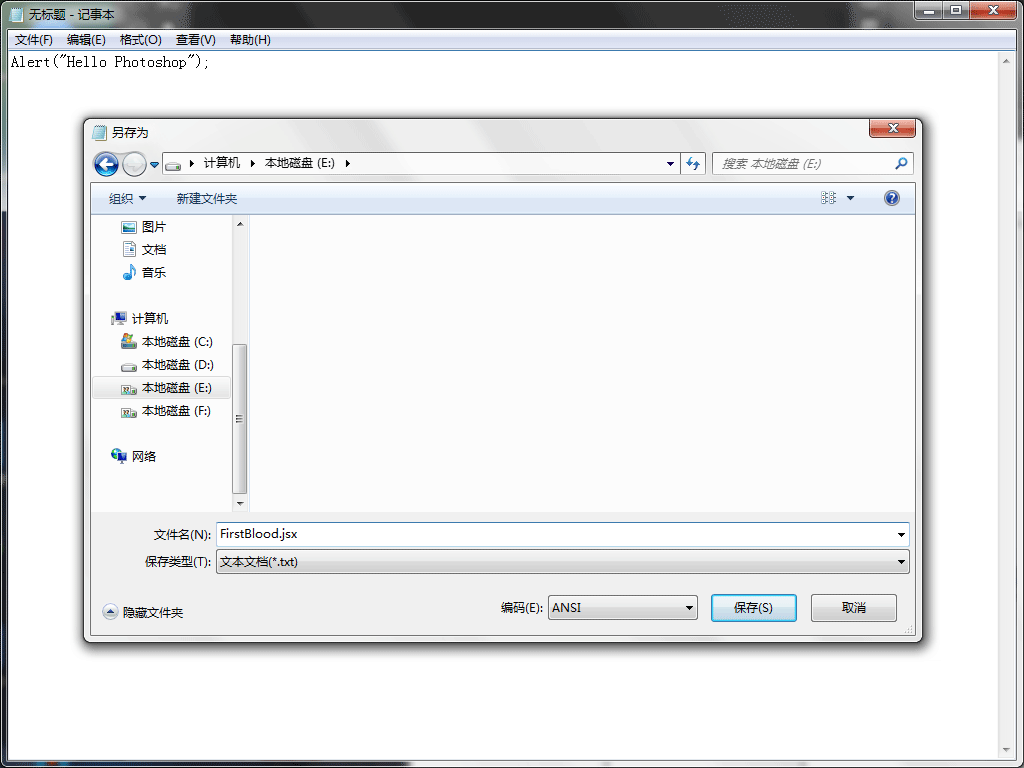 无标题 - 记事本
文件(F) 编辑(E) 格式(O) 查看(V) 帮助(H)
Alert("Hello Photoshop");
另存为
计算机 本地磁盘 (E:) 搜索 本地磁盘 (E:)
组织 新建文件夹
图片
文档
音乐
计算机
本地磁盘 (C:)
本地磁盘 (D:)
本地磁盘 (E:)
本地磁盘 (F:)
网络
文件名(N): FirstBlood.jsx
保存类型(T): 文本文档(*.txt)
隐藏文件夹 编码(E): ANSI 保存(S) 取消